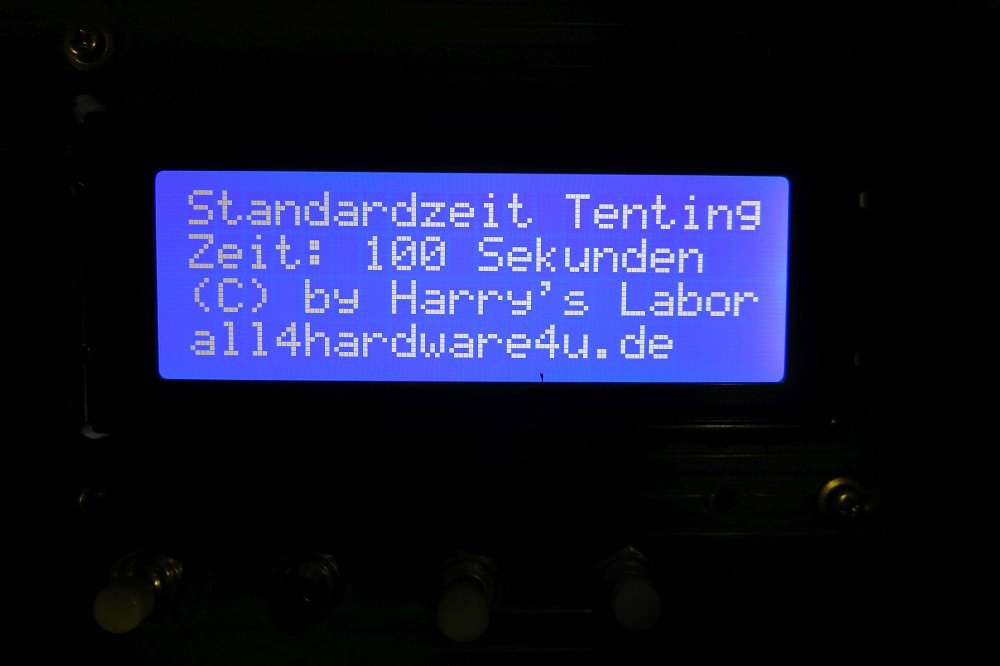 Standardzeit Tenting
Zeit: 100 Sekunden
(C) by Harry's Labor
all4hardware4u.de